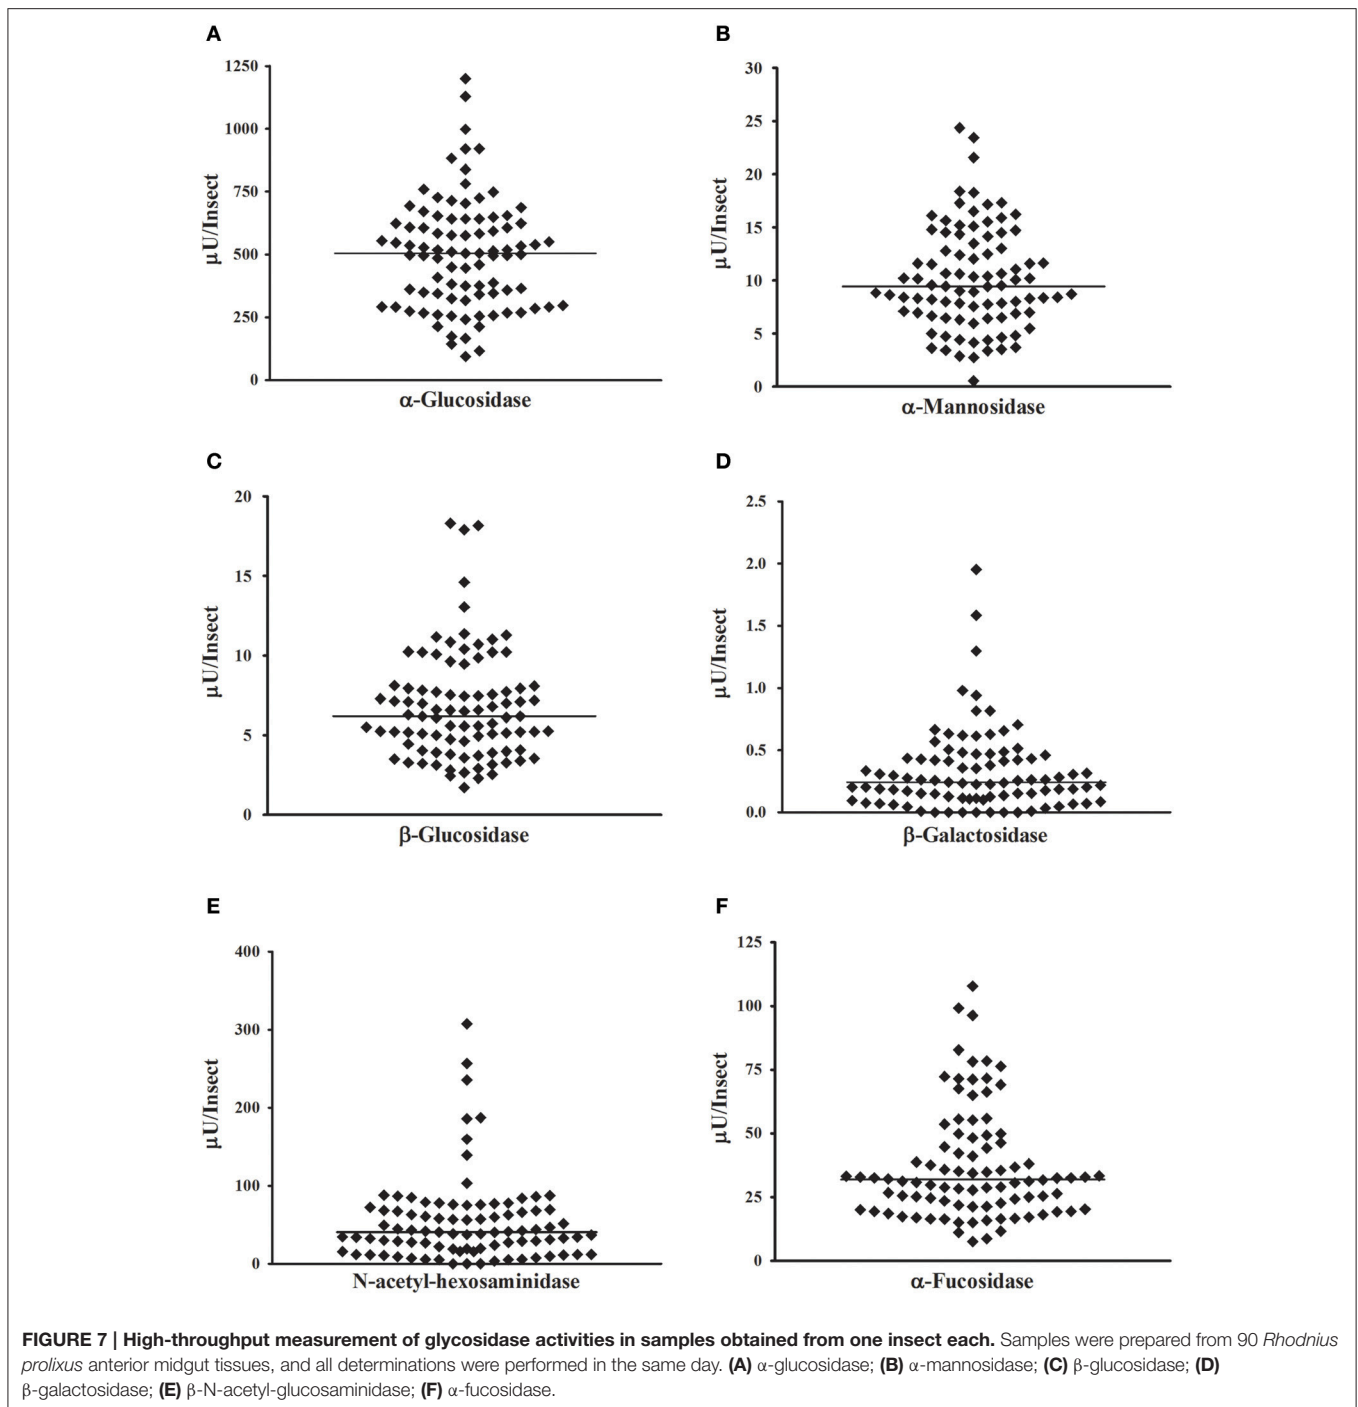 A
1250
1000
750
500
250
0
µU/Insect
α-Glucosidase
B
30
25
20
15
10
5
0
µU/Insect
α-Mannosidase
C
20
15
10
5
0
µU/Insect
β-Glucosidase
D
2.5
2.0
1.5
1.0
0.5
0.0
µU/Insect
β-Galactosidase
E
400
300
200
100
0
µU/Insect
N-acetyl-hexosaminidase
F
125
100
75
50
25
0
µU/Insect
α-Fucosidase
FIGURE 7 | High-throughput measurement of glycosidase activities in samples obtained from one insect each. Samples were prepared from 90 Rhodnius
prolixus anterior midgut tissues, and all determinations were performed in the same day. (A) α-glucosidase; (B) α-mannosidase; (C) β-glucosidase; (D)
β-galactosidase; (E) β-N-acetyl-glucosaminidase; (F) α-fucosidase.